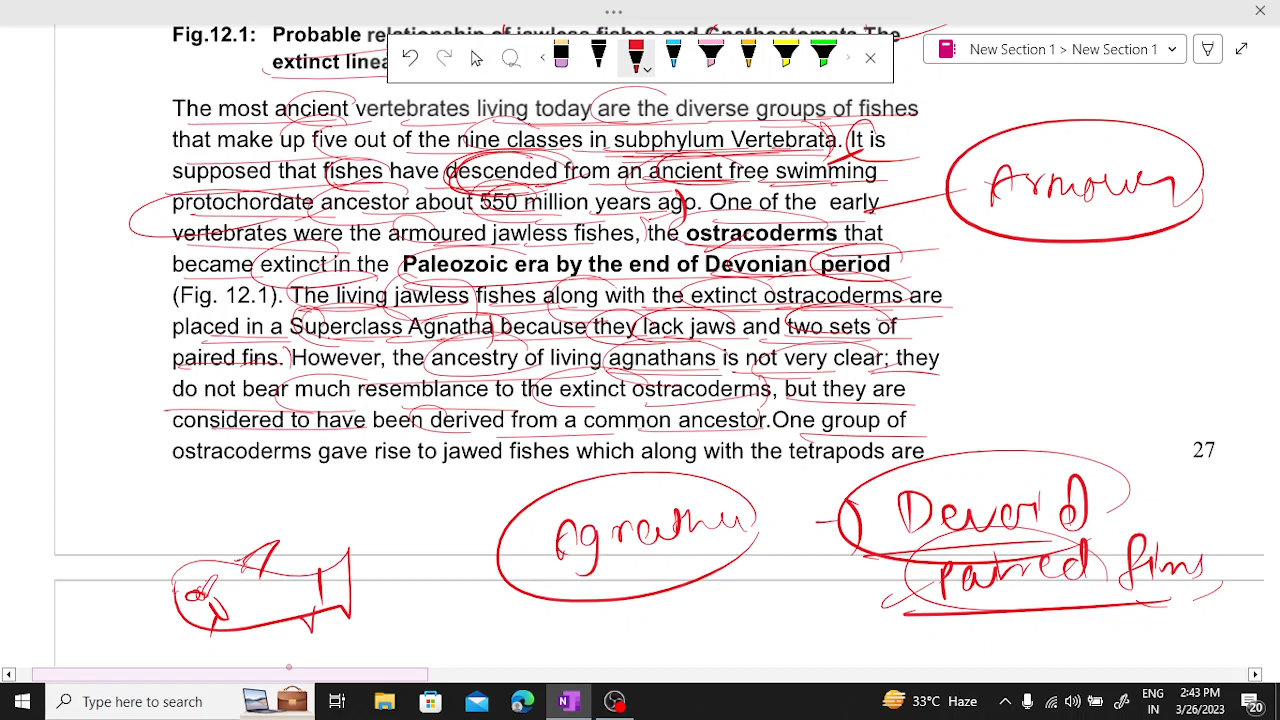 Fig.12.1: Probable relationship of jawless fishes and Gnathostomata The
extinct linea
New Section 1 > New Section 1
The most ancient vertebrates living today are the diverse groups of fishes
that make up five out of the nine classes in subphylum Vertebrata. It is
supposed that fishes have descended from an ancient free swimming
protochordate ancestor about 550 million years ago. One of the early
vertebrates were the armoured jawless fishes, the ostracoderms that
became extinct in the Paleozoic era by the end of Devonian period
(Fig. 12.1). The living jawless fishes along with the extinct ostracoderms are
placed in a Superclass Agnatha because they lack jaws and two sets of
paired fins. However, the ancestry of living agnathans is not very clear; they
do not bear much resemblance to the extinct ostracoderms, but they are
considered to have been derived from a common ancestor.One group of
ostracoderms gave rise to jawed fishes which along with the tetrapods are
27
Armour
Agnatha
Devoid
paired fins
Type here to search
33°C Haze
ENG
IN
2:43 PM
3/26/2023
20